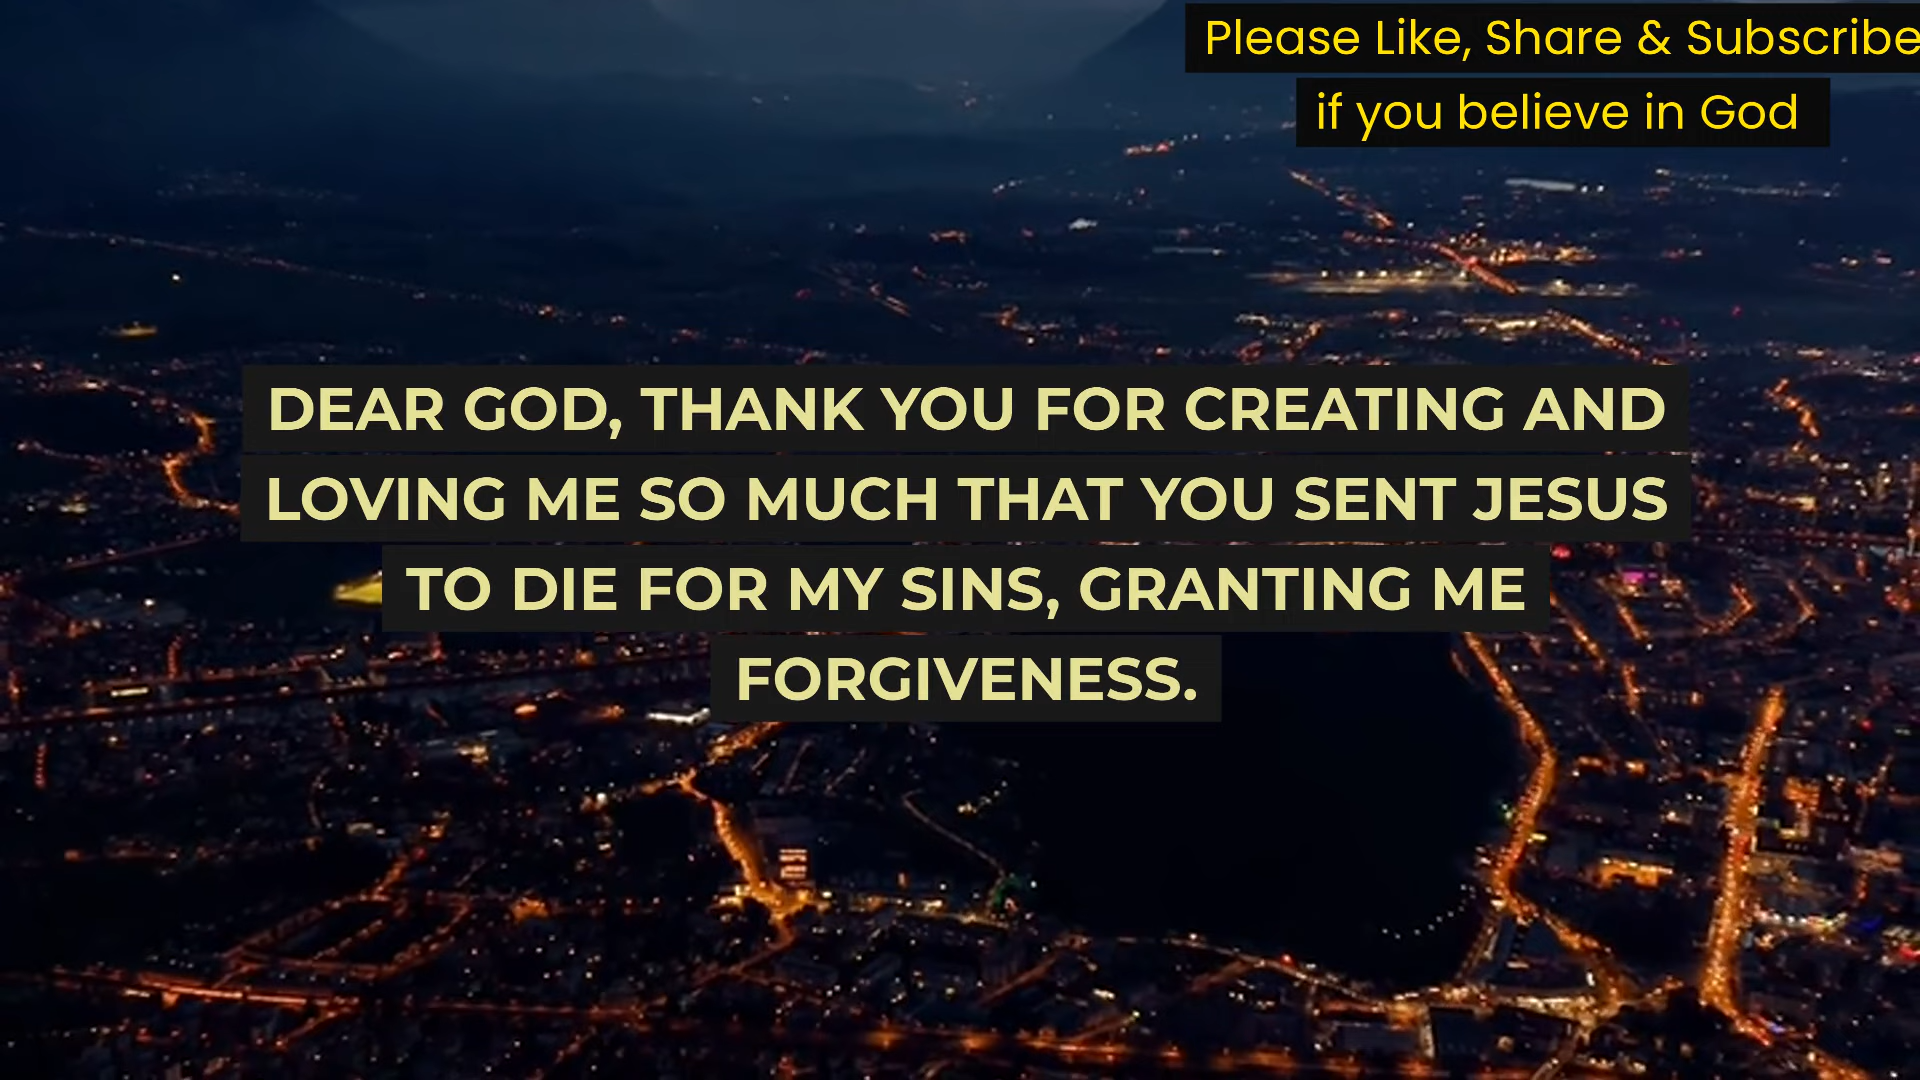 Please Like, Share & Subscribe
if you believe in God
DEAR GOD, THANK YOU FOR CREATING AND
LOVING ME SO MUCH THAT YOU SENT JESUS
TO DIE FOR MY SINS, GRANTING ME
FORGIVENESS.